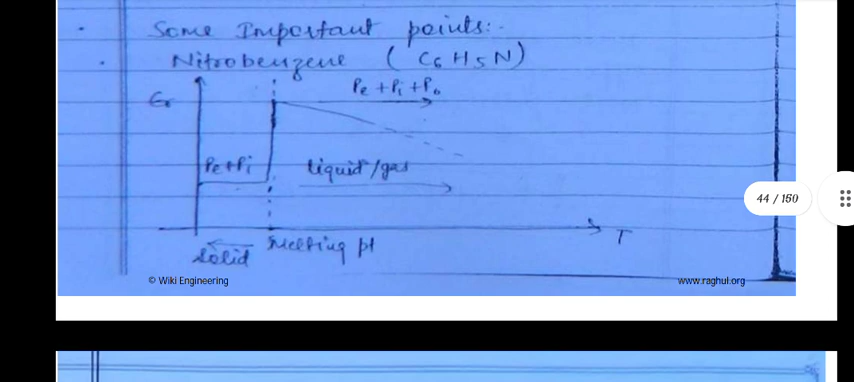 Some Important points:-
Nitrobenzene (C6H5N)
Pe+Pi+Po
Er
Pe+Pi
liquid/gas
44 / 150
T
Solid
Melting pt
© Wiki Engineering
www.raghul.org